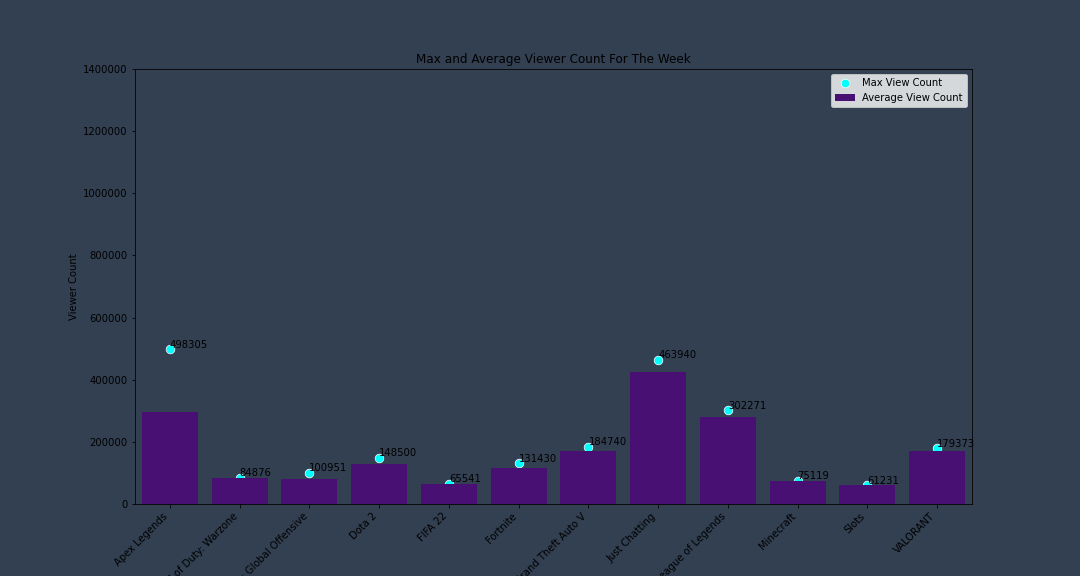 Max and Average Viewer Count For The Week
Max View Count
Average View Count
Viewer Count
1400000
1200000
1000000
800000
600000
400000
200000
0
498305
84876
100951
148500
65541
131430
184740
463940
302271
75119
61231
179373
Apex Legends
of Duty: Warzone
Global Offensive
Dota 2
FIFA 22
Fortnite
Theft Auto V
Just Chatting
of Legends
Minecraft
Slots
VALORANT